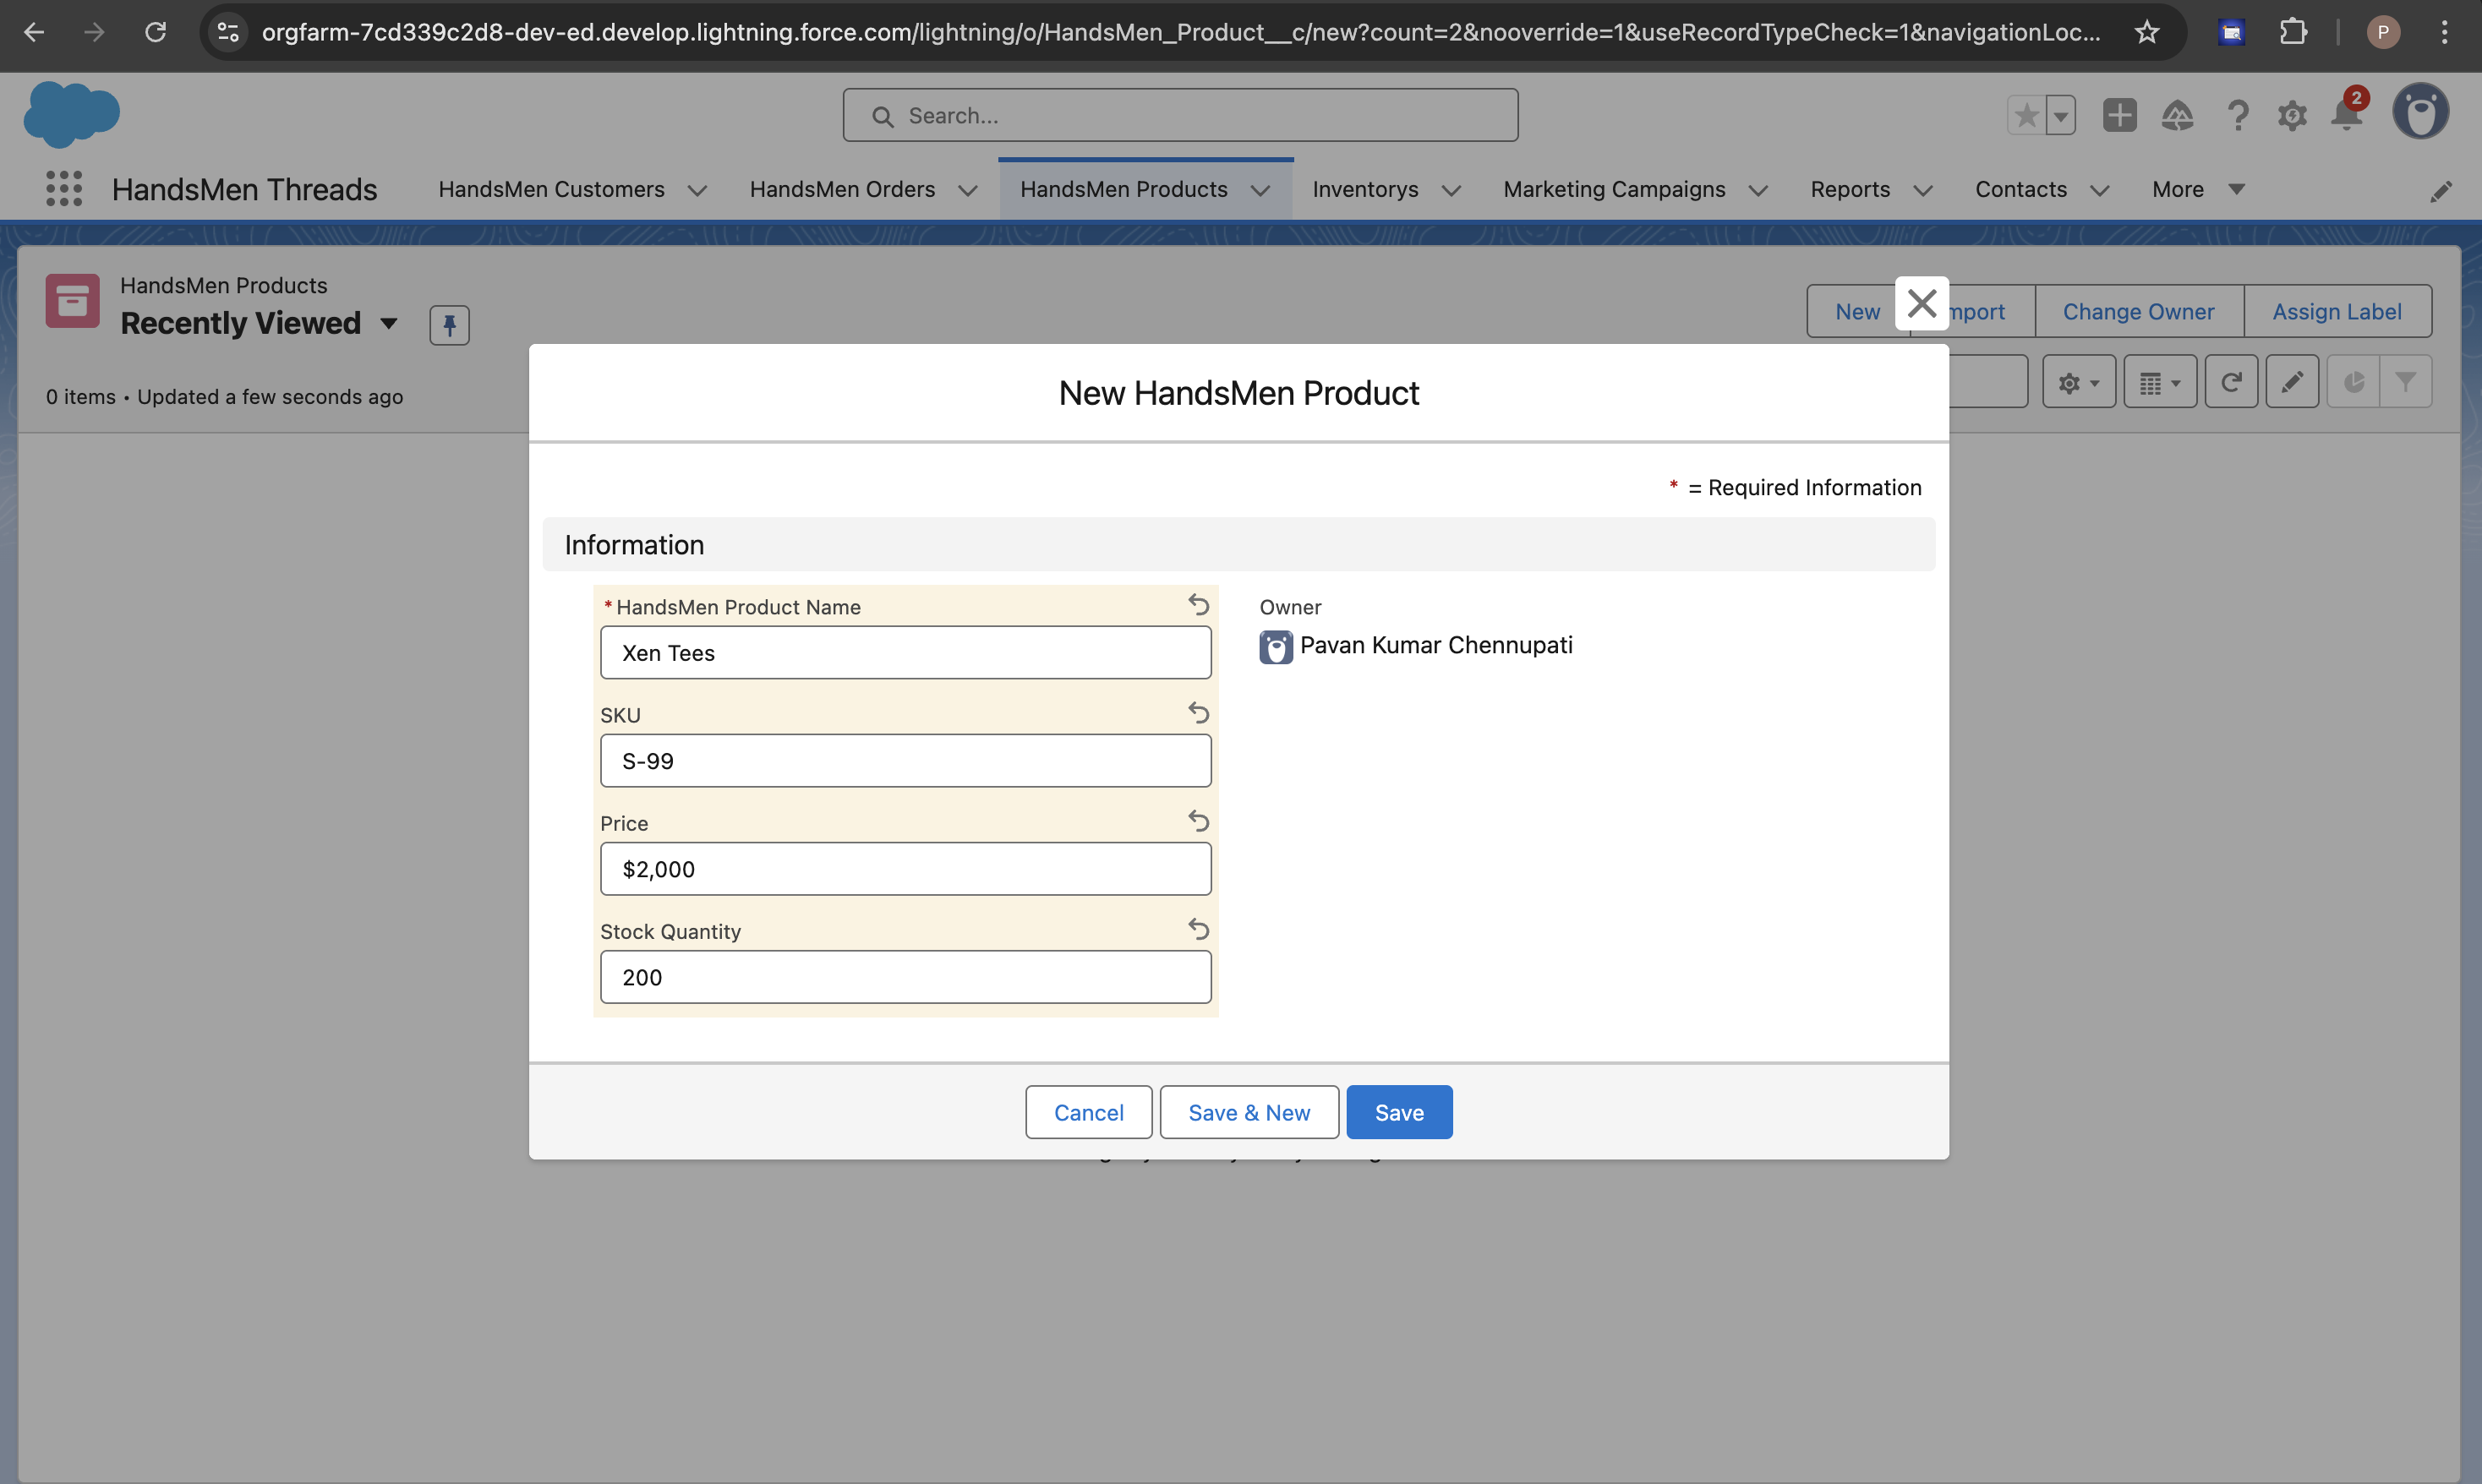 orgfarm-7cd339c2d8-dev-ed.develop.lightning.force.com/lightning/o/HandsMen_Product__c/new?count=2&nooverride=1&useRecordTypeCheck=1&navigationLoc...
P
Search...
2
HandsMen Threads
HandsMen Customers
HandsMen Orders
HandsMen Products
Inventorys
Marketing Campaigns
Reports
Contacts
More
HandsMen Products
Recently Viewed
New
mport
Change Owner
Assign Label
0 items • Updated a few seconds ago
New HandsMen Product
* = Required Information
Information
* HandsMen Product Name
Xen Tees
Owner
Pavan Kumar Chennupati
SKU
S-99
Price
$2,000
Stock Quantity
200
Cancel
Save & New
Save